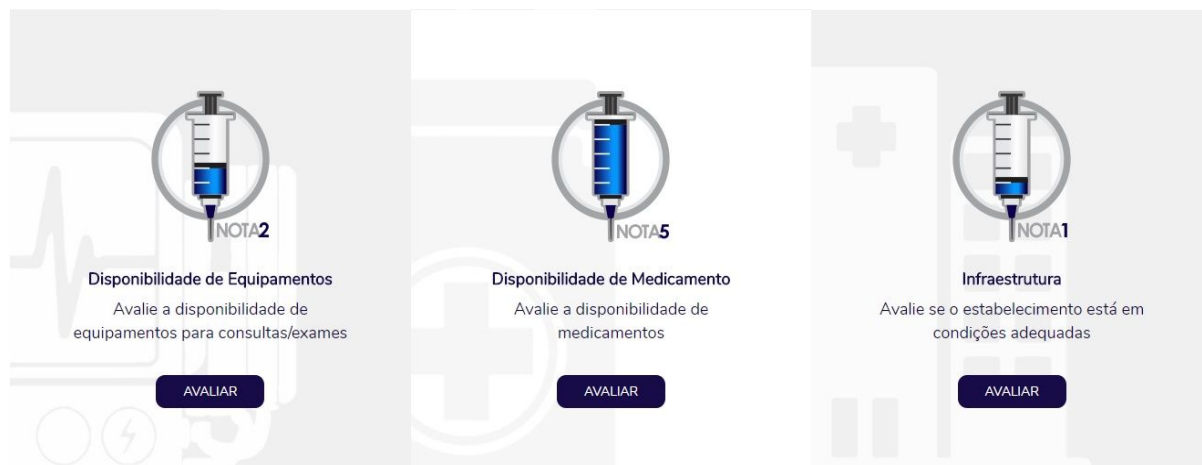 NOTA2
Disponibilidade de Equipamentos
Avalie a disponibilidade de
equipamentos para consultas/exames
AVALIAR
NOTA5
Disponibilidade de Medicamento
Avalie a disponibilidade de
medicamentos
AVALIAR
NOTA1
Infraestrutura
Avalie se o estabelecimento está em
condições adequadas
AVALIAR